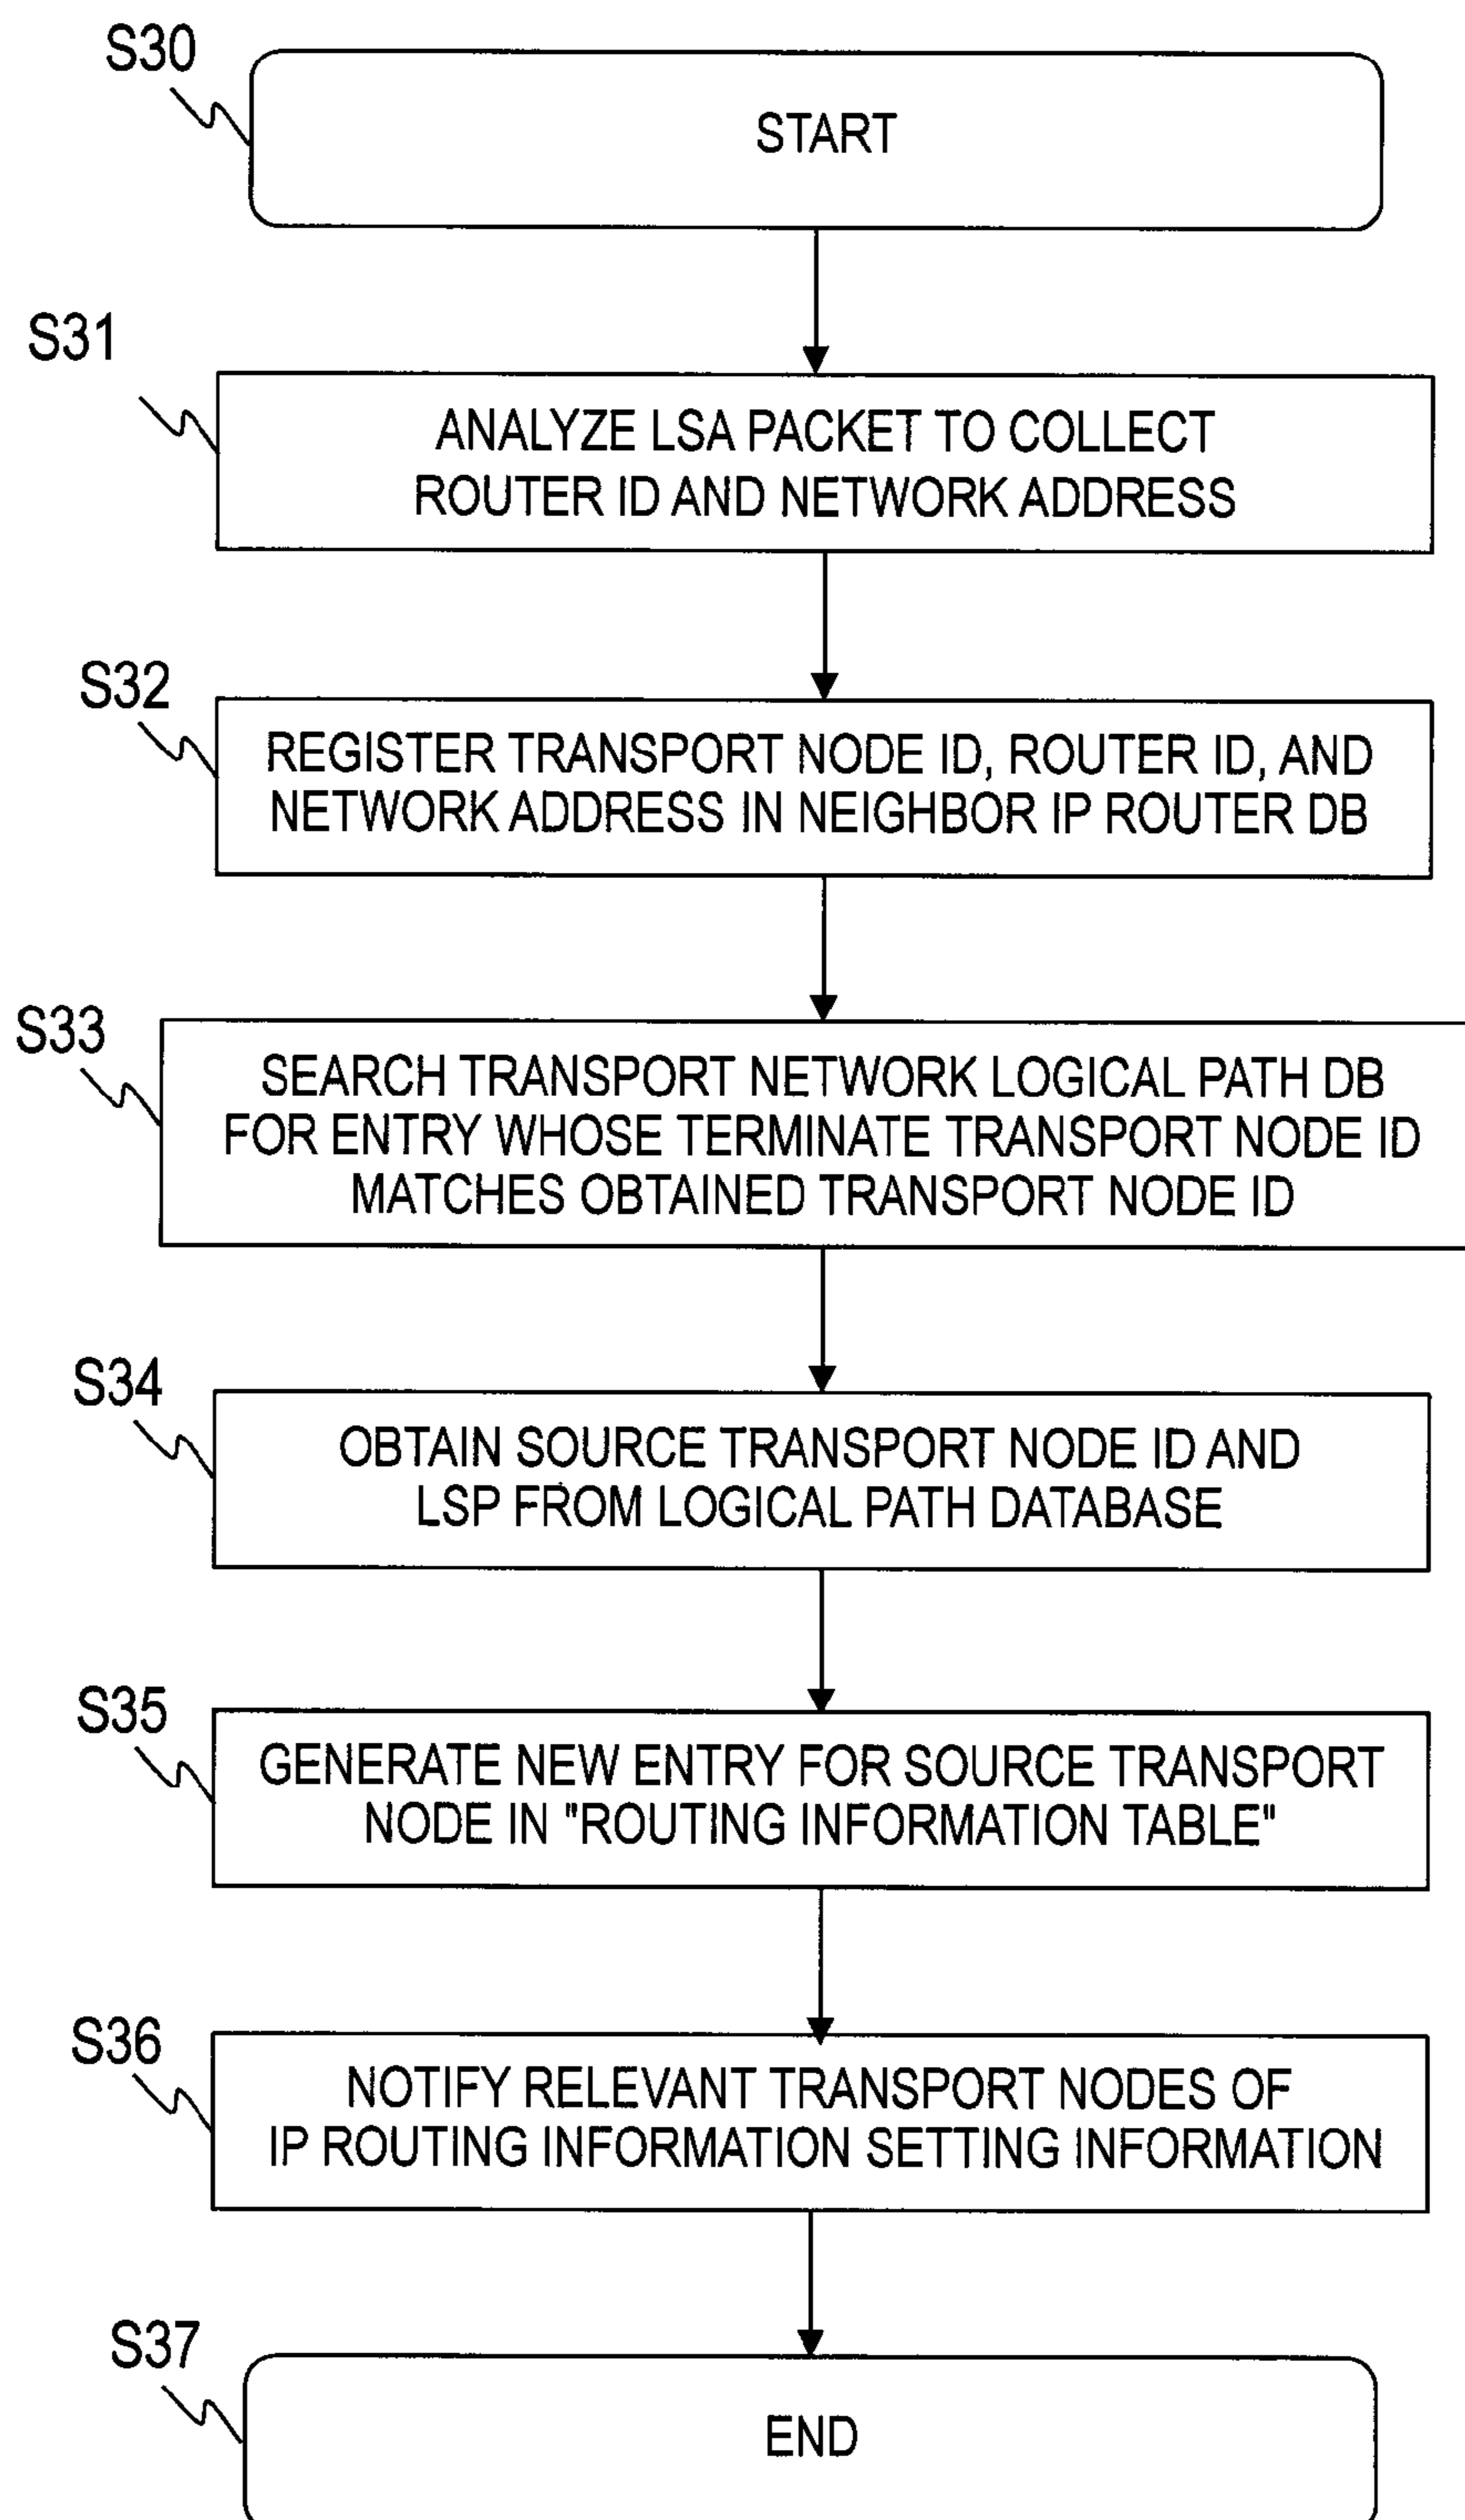 S30
START
S31
ANALYZE LSA PACKET TO COLLECT
ROUTER ID AND NETWORK ADDRESS
S32
REGISTER TRANSPORT NODE ID, ROUTER ID, AND
NETWORK ADDRESS IN NEIGHBOR IP ROUTER DB
S33
SEARCH TRANSPORT NETWORK LOGICAL PATH DB
FOR ENTRY WHOSE TERMINATE TRANSPORT NODE ID
MATCHES OBTAINED TRANSPORT NODE ID
S34
OBTAIN SOURCE TRANSPORT NODE ID AND
LSP FROM LOGICAL PATH DATABASE
S35
GENERATE NEW ENTRY FOR SOURCE TRANSPORT
NODE IN "ROUTING INFORMATION TABLE"
S36
NOTIFY RELEVANT TRANSPORT NODES OF
IP ROUTING INFORMATION SETTING INFORMATION
S37
END